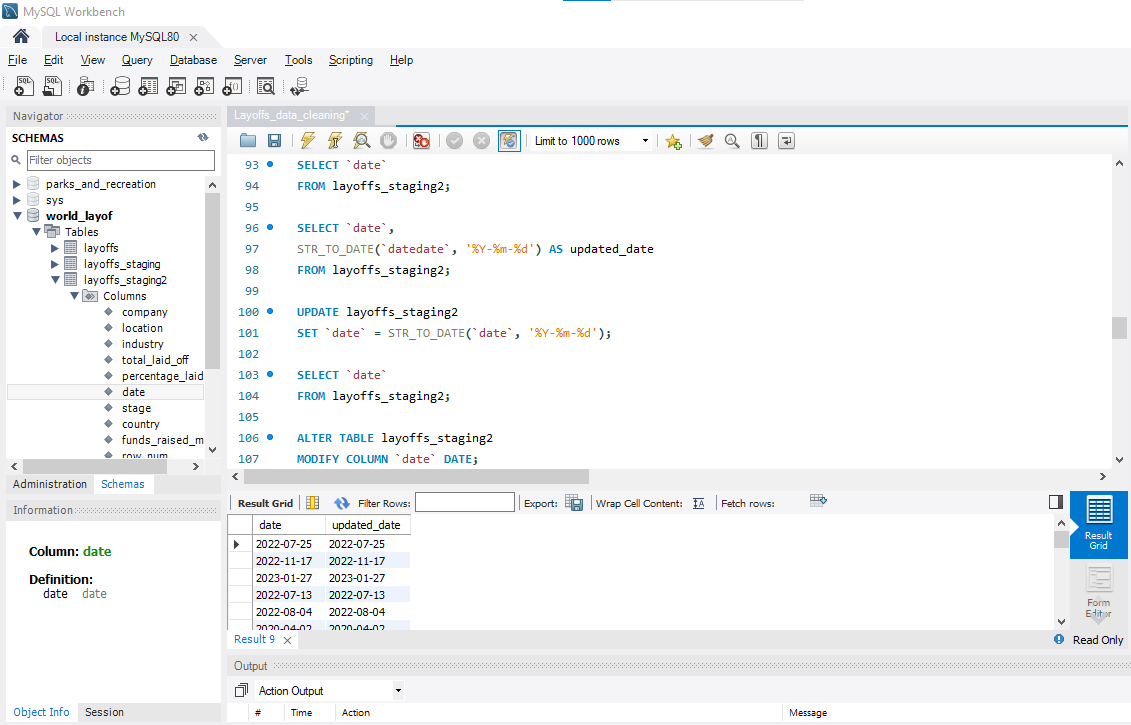 MySQL Workbench
Local instance MySQL80
File Edit View Query Database Server Tools Scripting Help
Navigator
SCHEMAS
Filter objects
parks_and_recreation
sys
world_layof
Tables
layoffs
layoffs_staging
layoffs_staging2
Columns
company
location
industry
total_laid_off
percentage_laid
date
stage
country
funds_raised_m
row_num
Administration Schemas
Information
Column: date
Definition:
date date
Object Info Session
Layoffs_data_cleaning*
Limit to 1000 rows
93 SELECT `date`
94 FROM layoffs_staging2;
95
96 SELECT `date`,
97 STR_TO_DATE(`datedate`, '%Y-%m-%d') AS updated_date
98 FROM layoffs_staging2;
99
100 UPDATE layoffs_staging2
101 SET `date` = STR_TO_DATE(`date`, '%Y-%m-%d');
102
103 SELECT `date`
104 FROM layoffs_staging2;
105
106 ALTER TABLE layoffs_staging2
107 MODIFY COLUMN `date` DATE;
Result Grid Filter Rows: Export: Wrap Cell Content: Fetch rows:
date updated_date
2022-07-25 2022-07-25
2022-11-17 2022-11-17
2023-01-27 2023-01-27
2022-07-13 2022-07-13
2022-08-04 2022-08-04
2020-04-02 2020-04-02
Result Grid
Form Editor
Result 9
Read Only
Output
Action Output
# Time Action Message